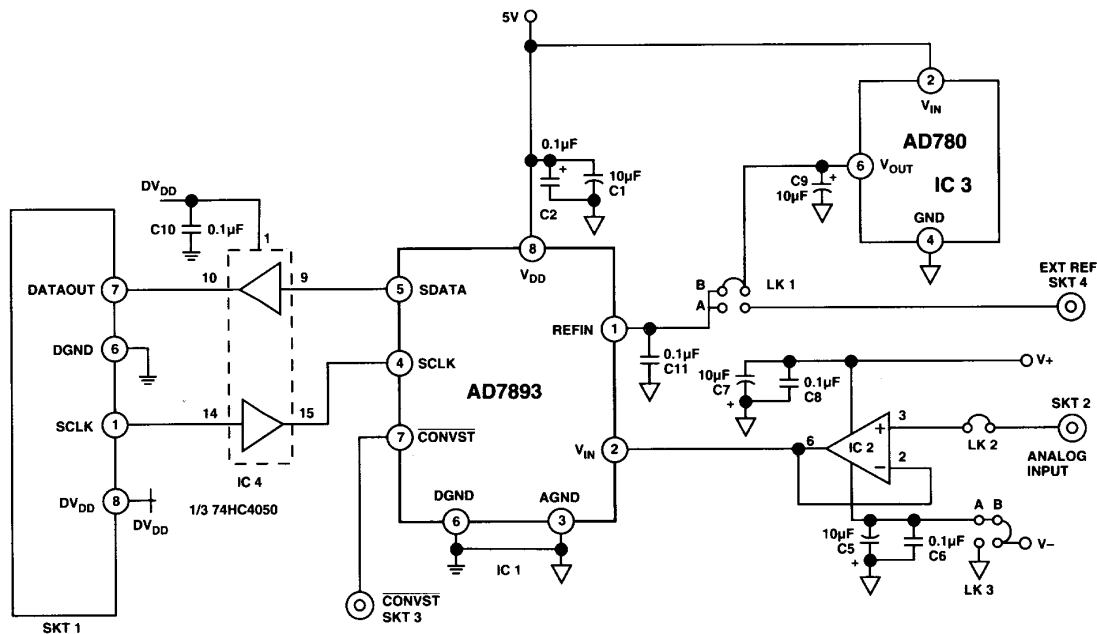 5V
2
VIN
AD780
6
VOUT
IC 3
GND
4
0.1µF
+
C2
10µF
C1
C9
+
10µF
DVDD
C10
0.1µF
1
10
9
DATAOUT
7
5
SDATA
8
VDD
DGND
6
4
SCLK
SCLK
1
14
15
IC 4
1/3 74HC4050
DVDD
8
DVDD
SKT 1
AD7893
REFIN
1
0.1µF
C11
B
A
LK 1
EXT REF
SKT 4
7
CONVST
VIN
2
DGND
6
AGND
3
IC 1
CONVST
SKT 3
10µF
C7
+
0.1µF
C8
V+
6
IC 2
+
3
–
2
LK 2
SKT 2
ANALOG
INPUT
10µF
C5
+
0.1µF
C6
A B
V–
LK 3